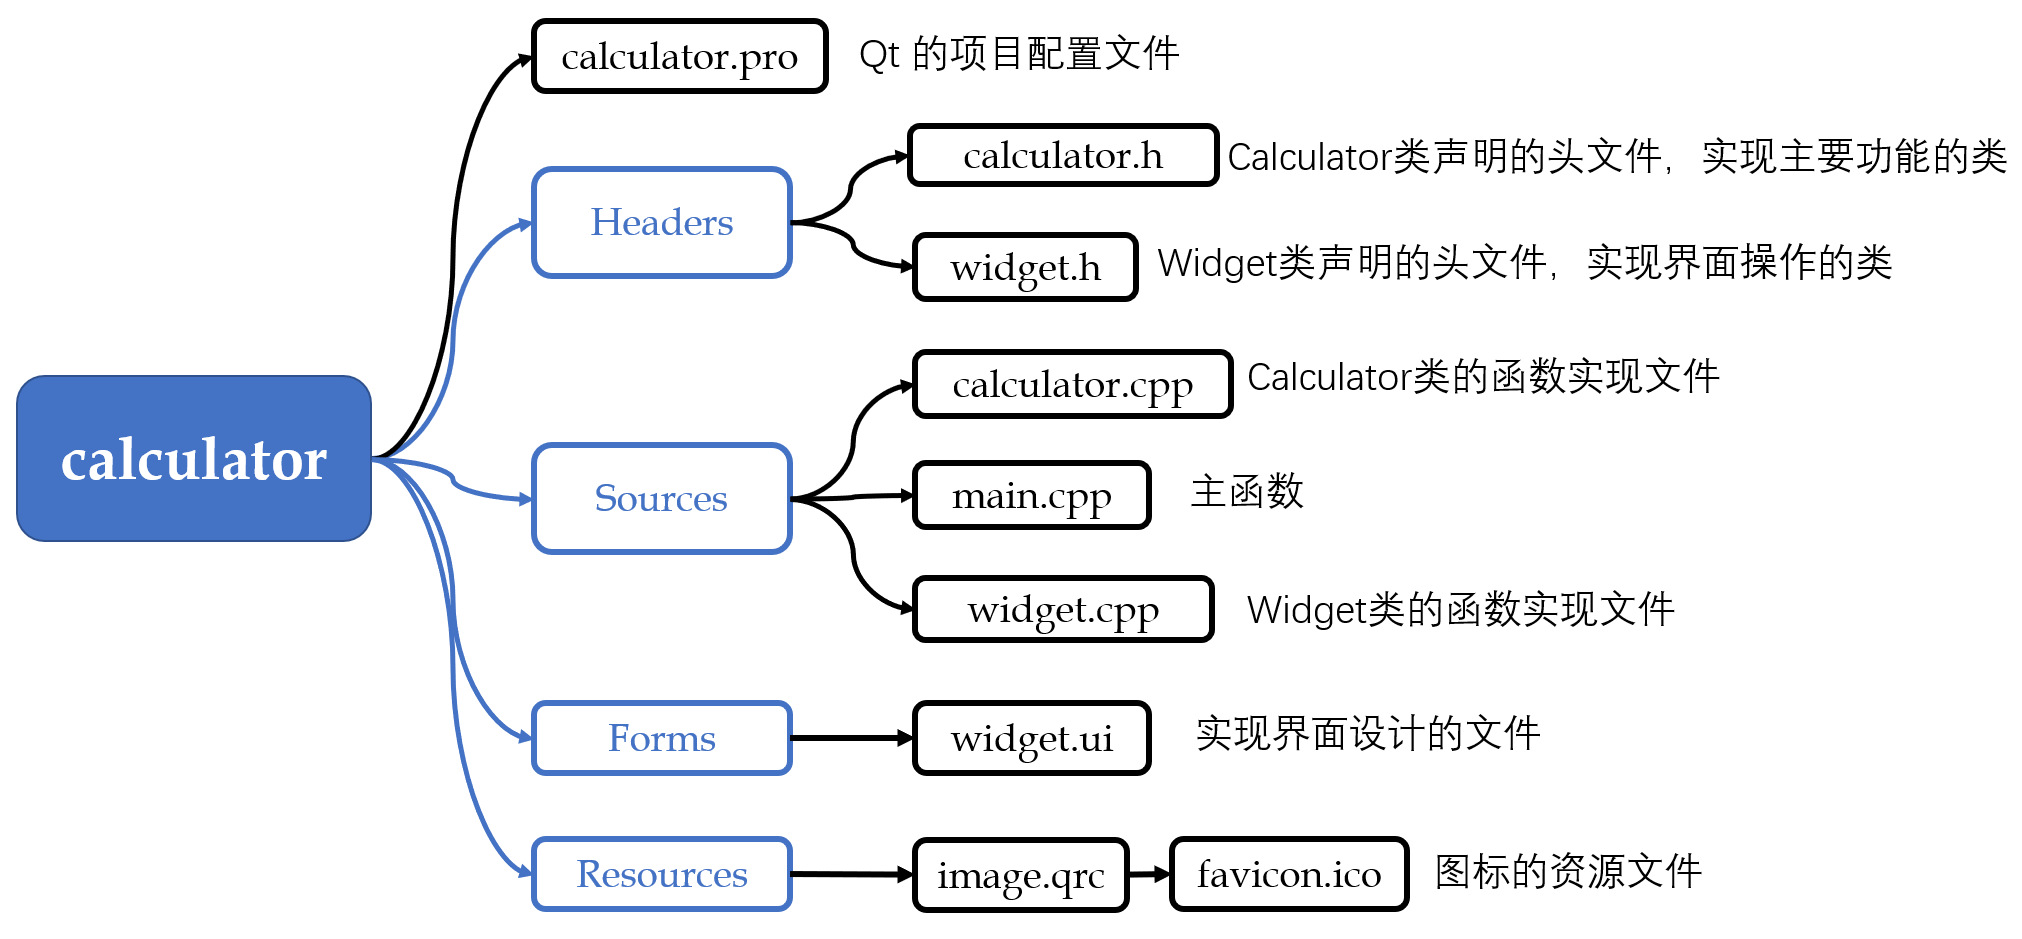 calculator.pro
Qt 的项目配置文件
calculator.h
Calculator类声明的头文件，实现主要功能的类
Headers
widget.h
Widget类声明的头文件，实现界面操作的类
calculator.cpp
Calculator类的函数实现文件
calculator
Sources
main.cpp
主函数
widget.cpp
Widget类的函数实现文件
Forms
widget.ui
实现界面设计的文件
Resources
image.qrc
favicon.ico
图标的资源文件